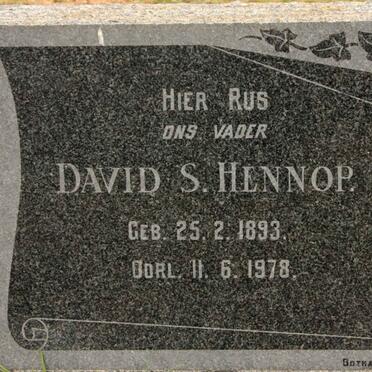 HIER RUS
ONS VADER
DAVID S. HENNOP.
GEB. 25. 2. 1893.
OORL. 11. 6. 1978.